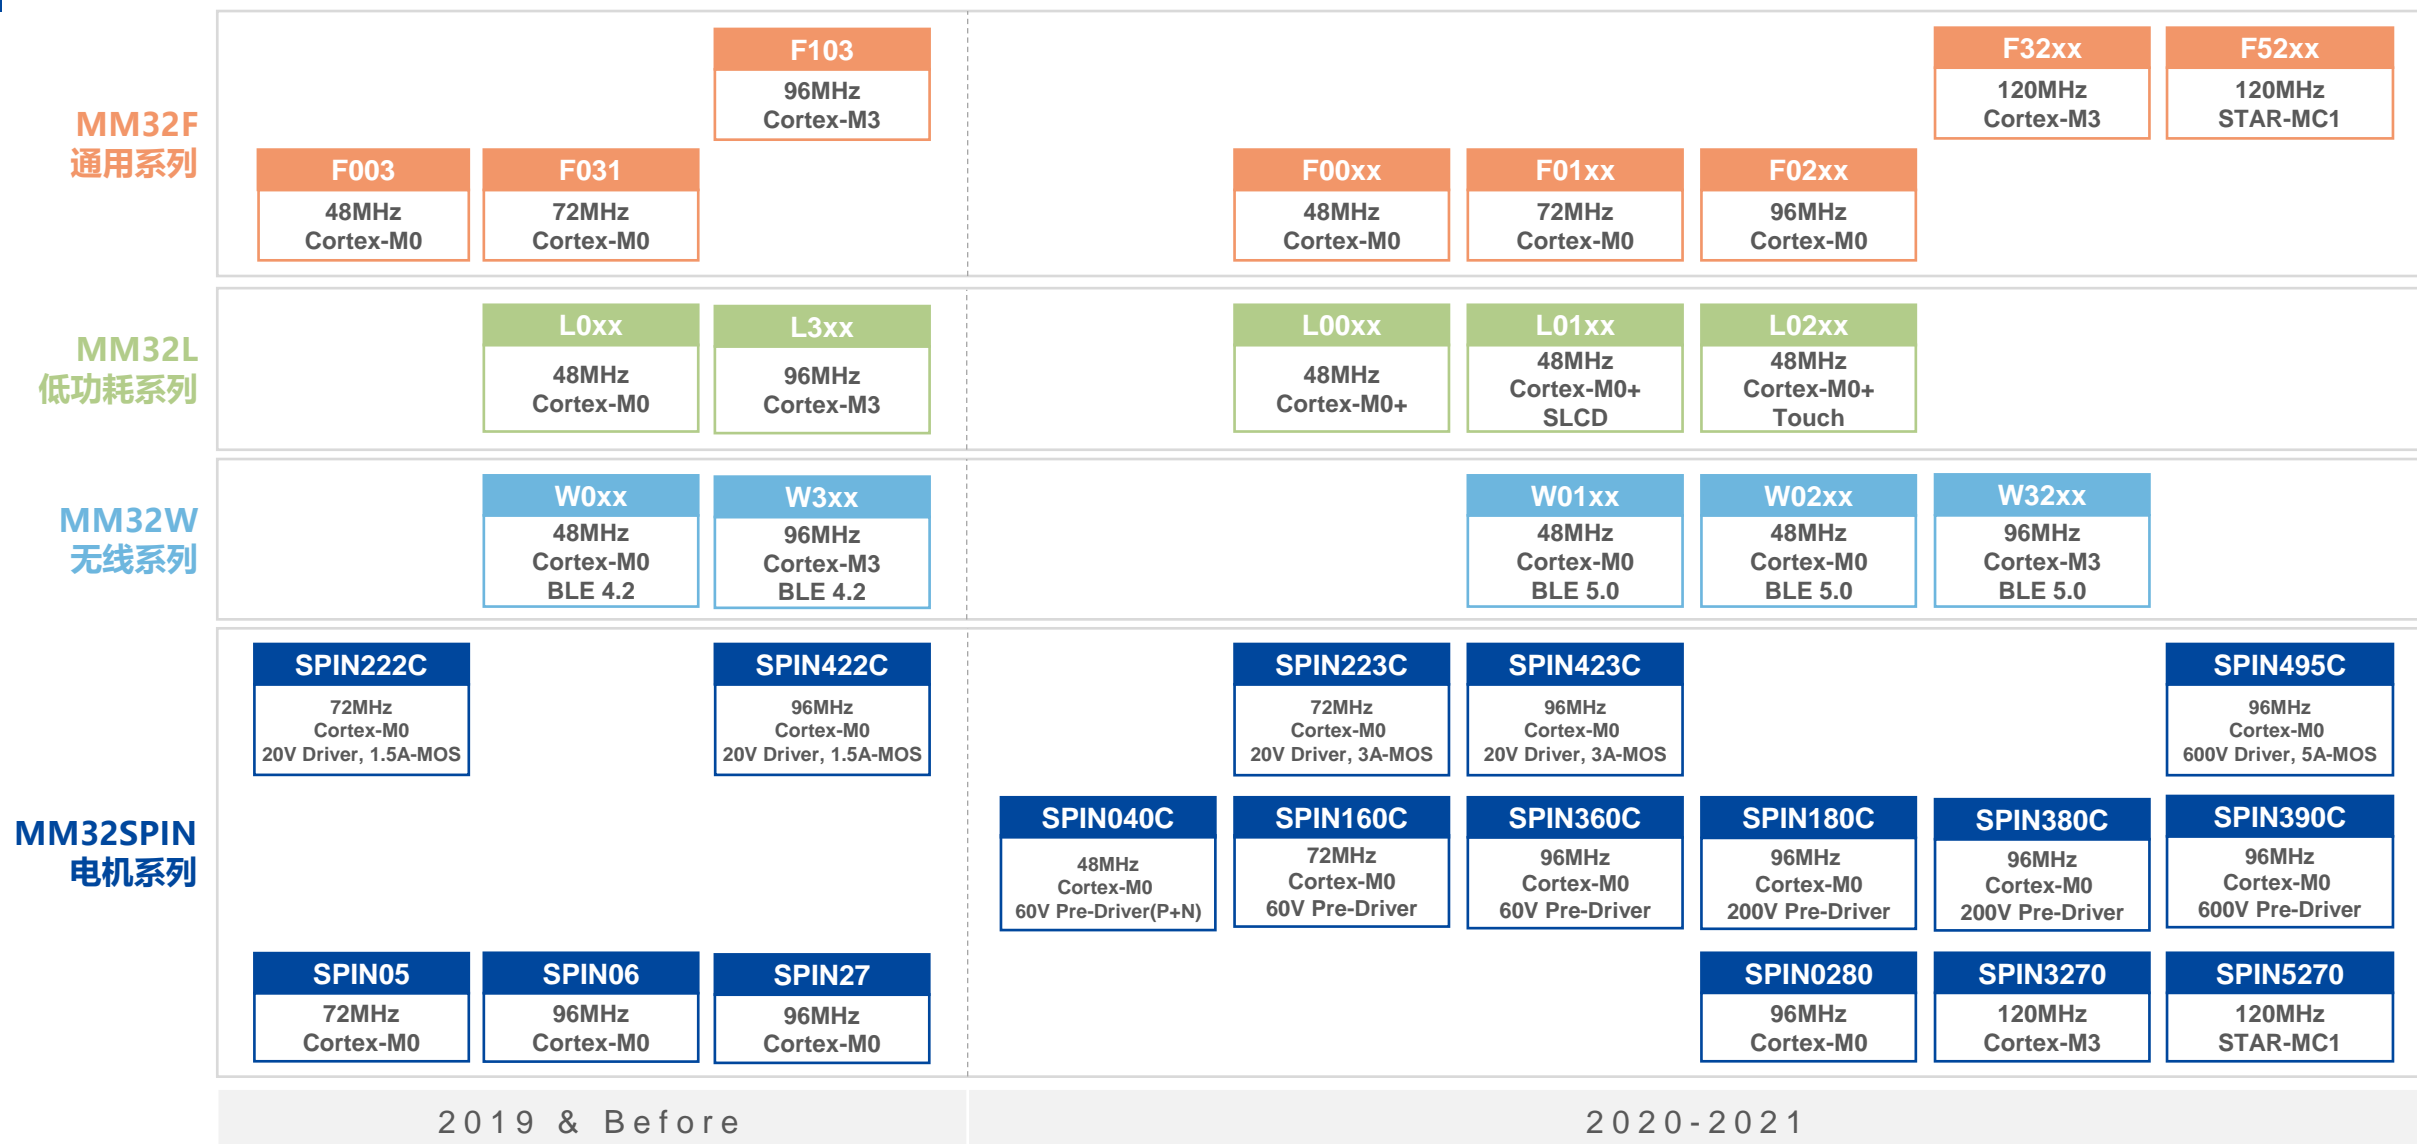 MM32F
通用系列
F103
96MHz
Cortex-M3
F003
48MHz
Cortex-M0
F031
72MHz
Cortex-M0
F32xx
120MHz
Cortex-M3
F52xx
120MHz
STAR-MC1
F00xx
48MHz
Cortex-M0
F01xx
72MHz
Cortex-M0
F02xx
96MHz
Cortex-M0
MM32L
低功耗系列
L0xx
48MHz
Cortex-M0
L3xx
96MHz
Cortex-M3
L00xx
48MHz
Cortex-M0+
L01xx
48MHz
Cortex-M0+
SLCD
L02xx
48MHz
Cortex-M0+
Touch
MM32W
无线系列
W0xx
48MHz
Cortex-M0
BLE 4.2
W3xx
96MHz
Cortex-M3
BLE 4.2
W01xx
48MHz
Cortex-M0
BLE 5.0
W02xx
48MHz
Cortex-M0
BLE 5.0
W32xx
96MHz
Cortex-M3
BLE 5.0
MM32SPIN
电机系列
SPIN222C
72MHz
Cortex-M0
20V Driver, 1.5A-MOS
SPIN422C
96MHz
Cortex-M0
20V Driver, 1.5A-MOS
SPIN223C
72MHz
Cortex-M0
20V Driver, 3A-MOS
SPIN423C
96MHz
Cortex-M0
20V Driver, 3A-MOS
SPIN495C
96MHz
Cortex-M0
600V Driver, 5A-MOS
SPIN040C
48MHz
Cortex-M0
60V Pre-Driver(P+N)
SPIN160C
72MHz
Cortex-M0
60V Pre-Driver
SPIN360C
96MHz
Cortex-M0
60V Pre-Driver
SPIN180C
96MHz
Cortex-M0
200V Pre-Driver
SPIN380C
96MHz
Cortex-M0
200V Pre-Driver
SPIN390C
96MHz
Cortex-M0
600V Pre-Driver
SPIN05
72MHz
Cortex-M0
SPIN06
96MHz
Cortex-M0
SPIN27
96MHz
Cortex-M0
SPIN0280
96MHz
Cortex-M0
SPIN3270
120MHz
Cortex-M3
SPIN5270
120MHz
STAR-MC1
2019 & Before
2020-2021